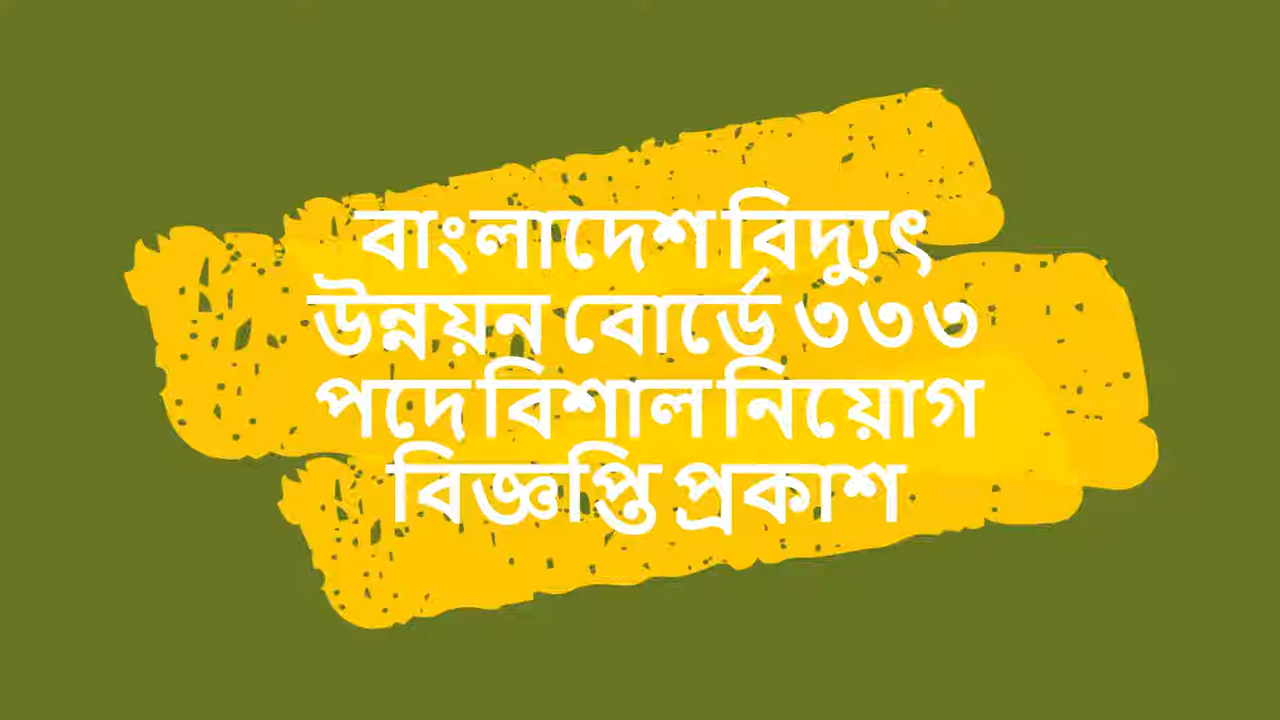 বাংলাদেশ বিদ্যুৎ
উন্নয়ন বোর্ডে ৩৩৩
পদে বিশাল নিয়োগ
বিজ্ঞপ্তি প্রকাশ